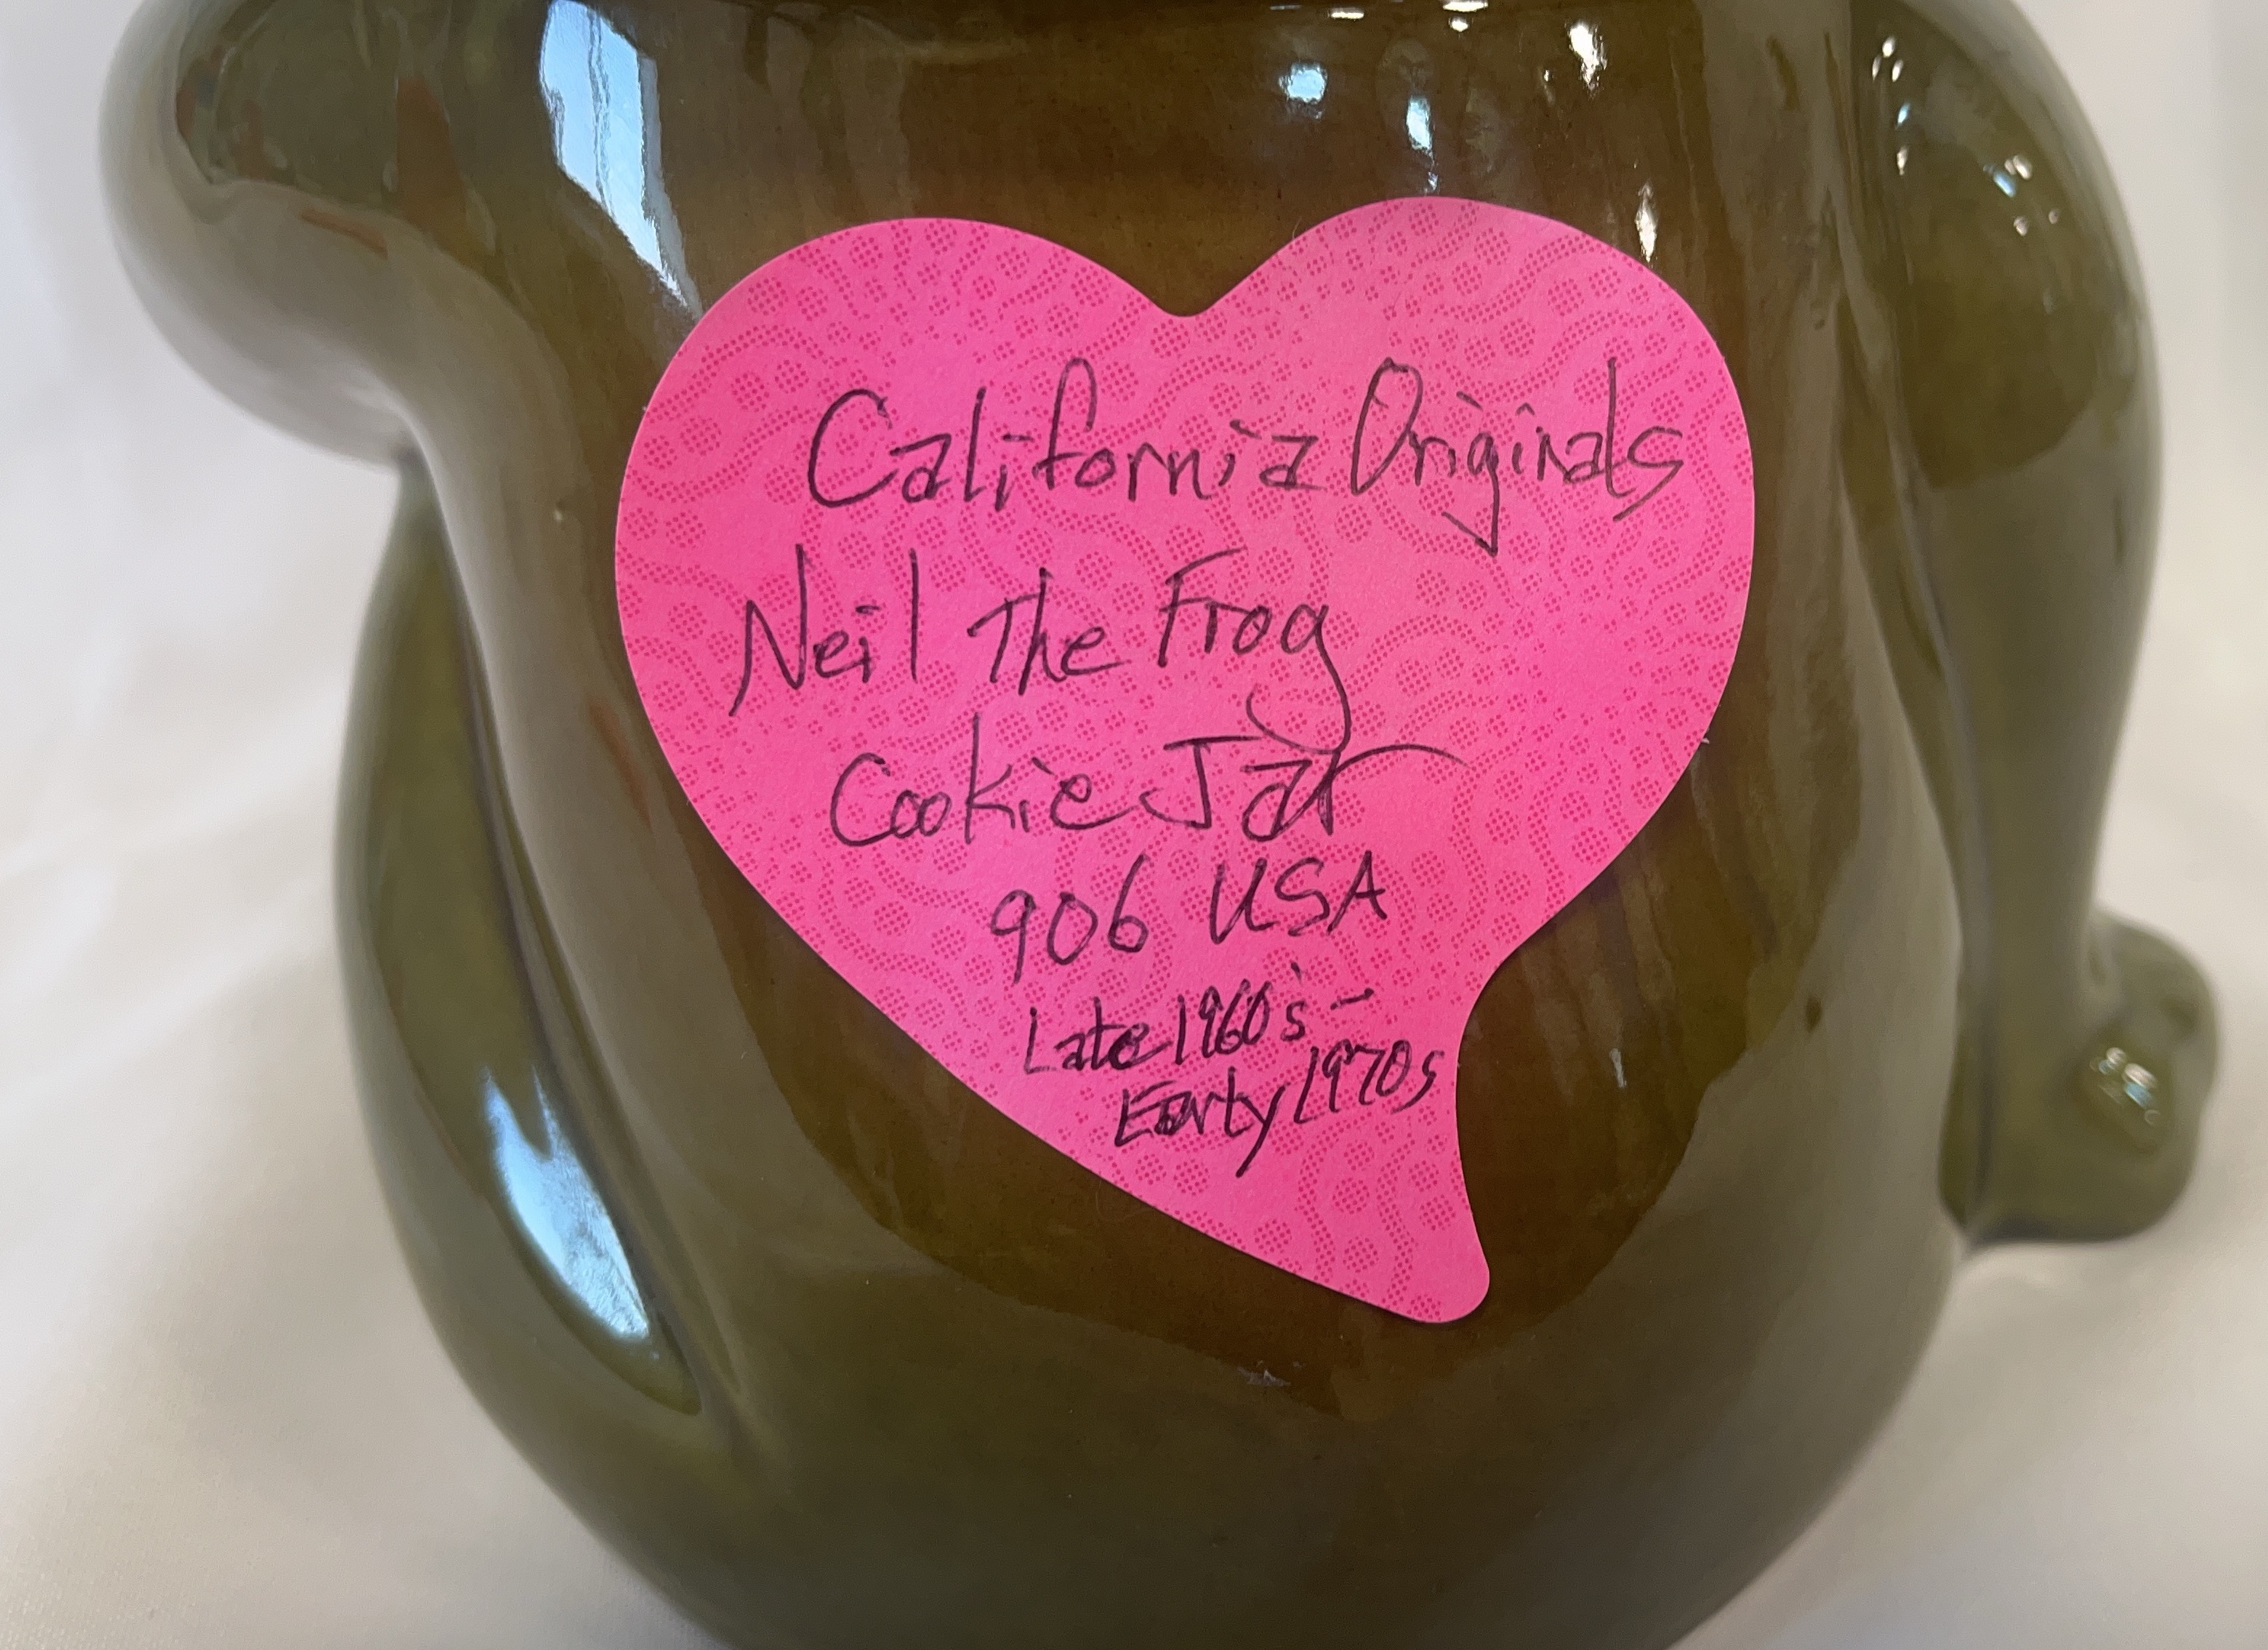 California Originals
Neil The Frog
Cookie Jar
906 USA
Late 1960's -
Early 1970s